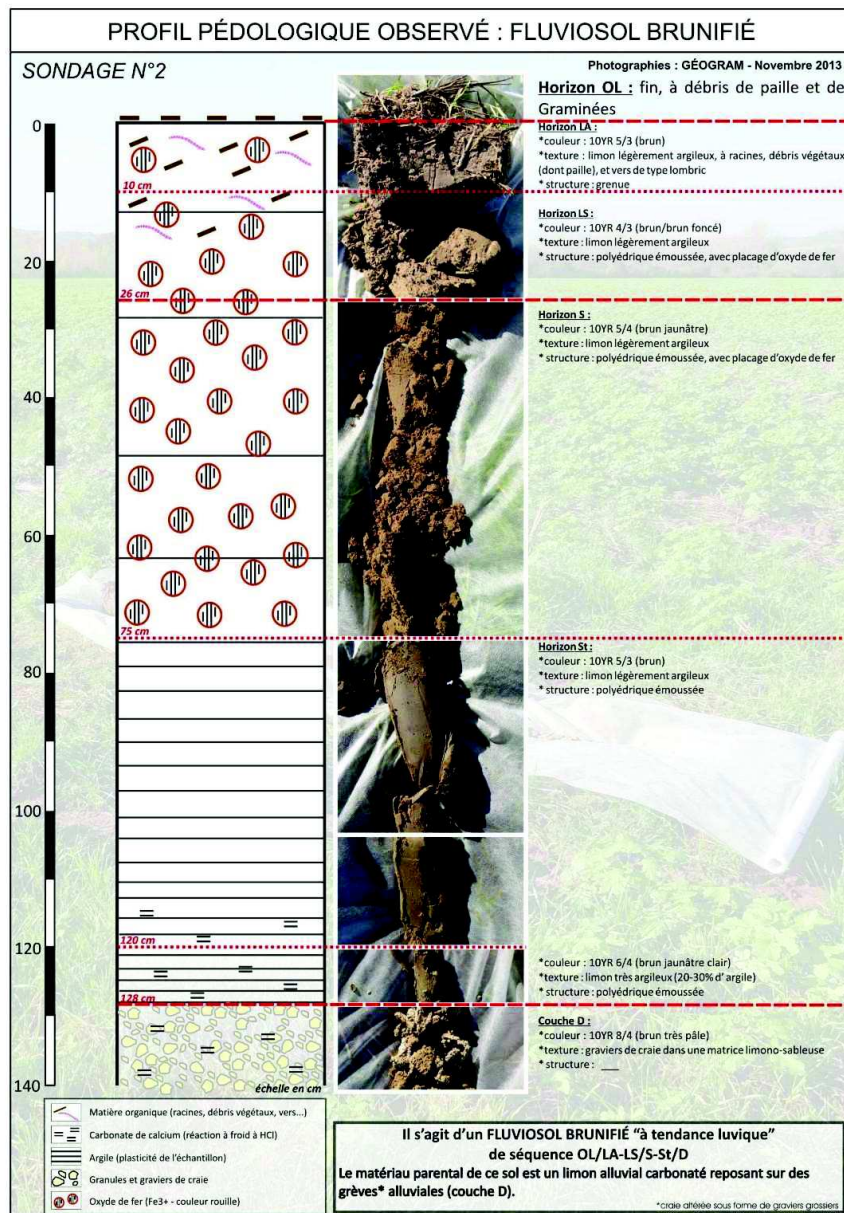 PROFIL PÉDOLOGIQUE OBSERVÉ : FLUVIOSOL BRUNIFIÉ
SONDAGE N°2
Photographies : GÉOGRAM - Novembre 2013
Horizon OL : fin, à débris de paille et de
Graminées
0
Horizon LA :
*couleur : 10YR 5/3 (brun)
*texture : limon légèrement argileux, à racines, débris végétaux
(dont paille), et vers de type lombric
* structure : grenue
10 cm
Horizon LS :
*couleur : 10YR 4/3 (brun/brun foncé)
*texture : limon légèrement argileux
* structure : polyédrique émoussée, avec placage d'oxyde de fer
20
26 cm
Horizon S :
*couleur : 10YR 5/4 (brun jaunâtre)
*texture : limon légèrement argileux
* structure : polyédrique émoussée, avec placage d'oxyde de fer
40
60
75 cm
Horizon St :
*couleur : 10YR 5/3 (brun)
*texture : limon légèrement argileux
* structure : polyédrique émoussée
80
100
120
120 cm
*couleur : 10YR 6/4 (brun jaunâtre clair)
*texture : limon très argileux (20-30% d' argile)
* structure : polyédrique émoussée
128 cm
Couche D :
*couleur : 10YR 8/4 (brun très pâle)
*texture : graviers de craie dans une matrice limono-sableuse
* structure : ___
140
échelle en cm
Matière organique (racines, débris végétaux, vers...)
Carbonate de calcium (réaction à froid à HCl)
Argile (plasticité de l'échantillon)
Granules et graviers de craie
Oxyde de fer (Fe3+ - couleur rouille)
Il s'agit d'un FLUVIOSOL BRUNIFIÉ "à tendance luvique"
de séquence OL/LA-LS/S-St/D
Le matériau parental de ce sol est un limon alluvial carbonaté reposant sur des
grèves* alluviales (couche D).
*craie altérée sous forme de graviers grossiers